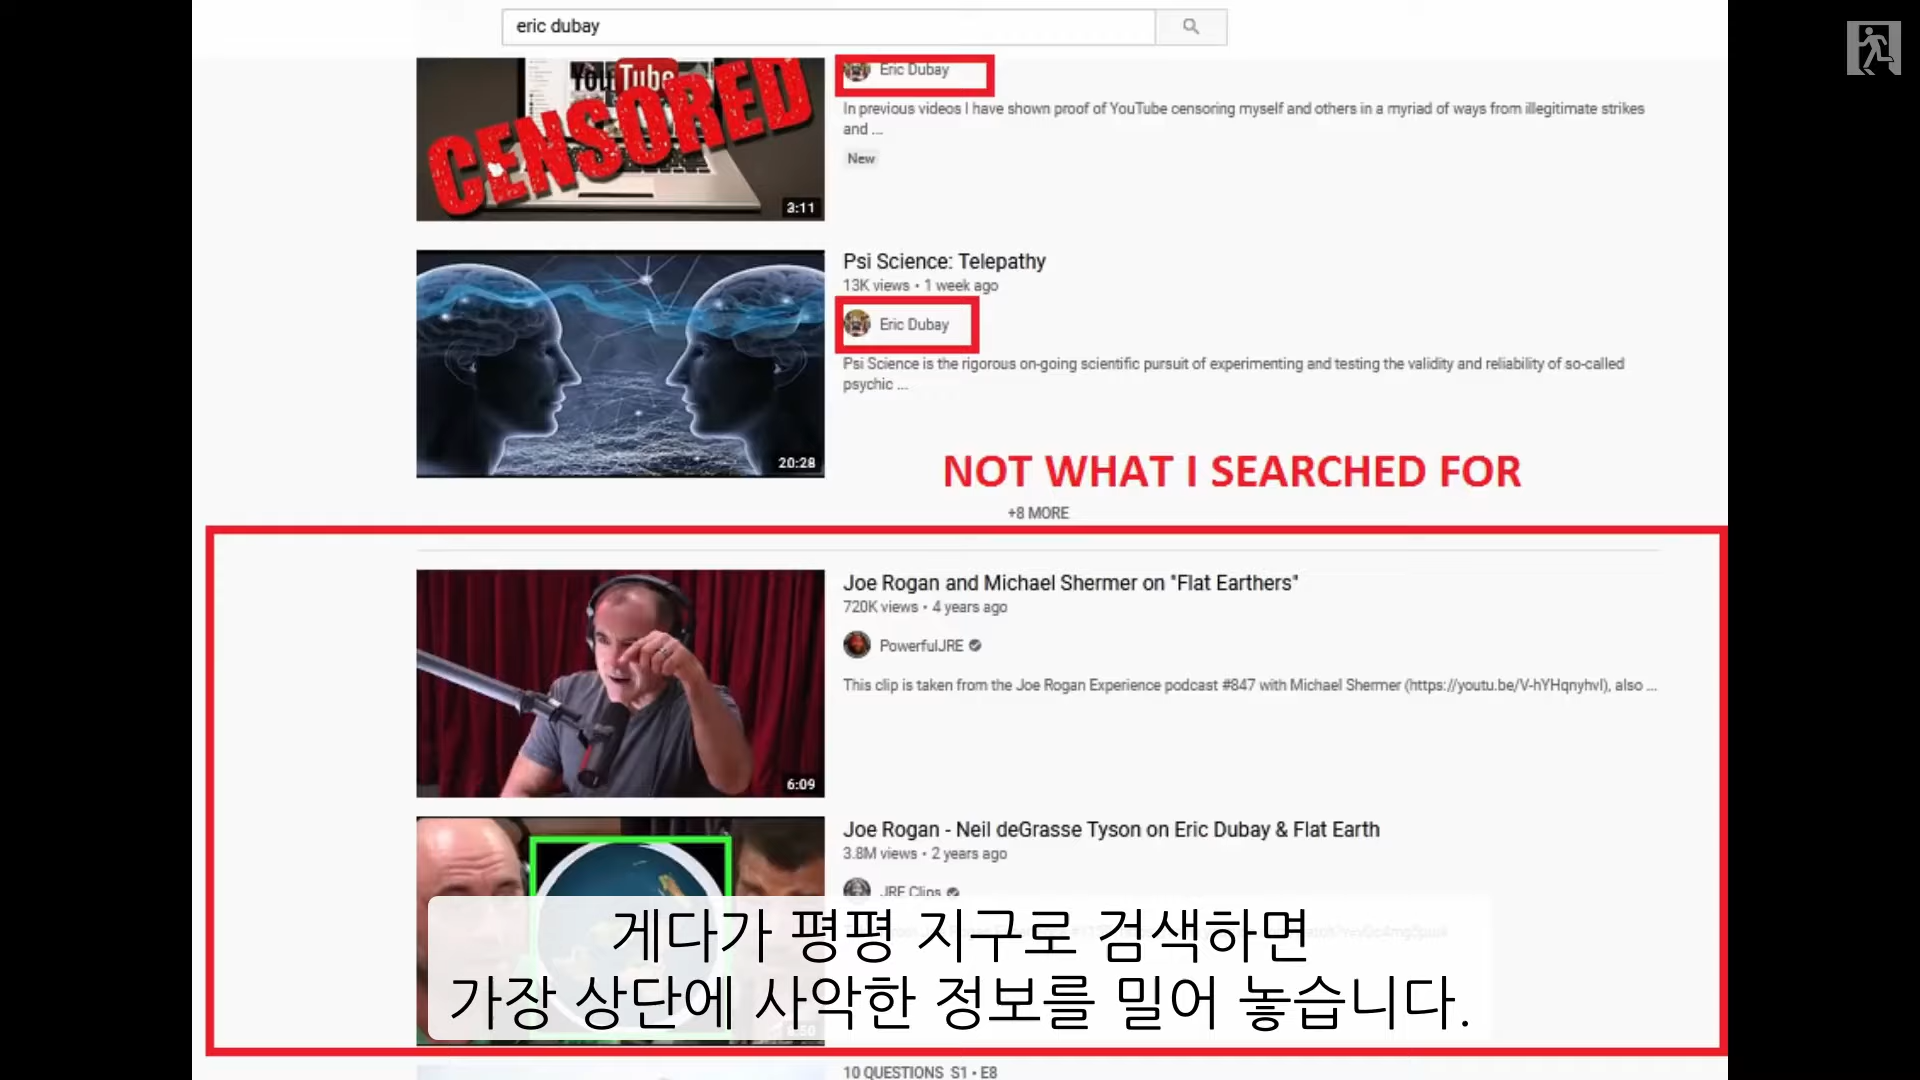 eric dubay
YouTube
CENSORED
3:11
Eric Dubay
In previous videos I have shown proof of YouTube censoring myself and others in a myriad of ways from illegitimate strikes
and ...
New
20:28
Psi Science: Telepathy
13K views • 1 week ago
Eric Dubay
Psi Science is the rigorous on-going scientific pursuit of experimenting and testing the validity and reliability of so-called
psychic ...
NOT WHAT I SEARCHED FOR
+8 MORE
6:09
Joe Rogan and Michael Shermer on "Flat Earthers"
720K views • 4 years ago
PowerfulJRE
This clip is taken from the Joe Rogan Experience podcast #847 with Michael Shermer (https://youtu.be/V-hYHqnyhvI), also ...
Joe Rogan - Neil deGrasse Tyson on Eric Dubay & Flat Earth
3.8M views • 2 years ago
JRE Clips
게다가 평평 지구로 검색하면
가장 상단에 사악한 정보를 밀어 놓습니다.
10 QUESTIONS S1 • E8